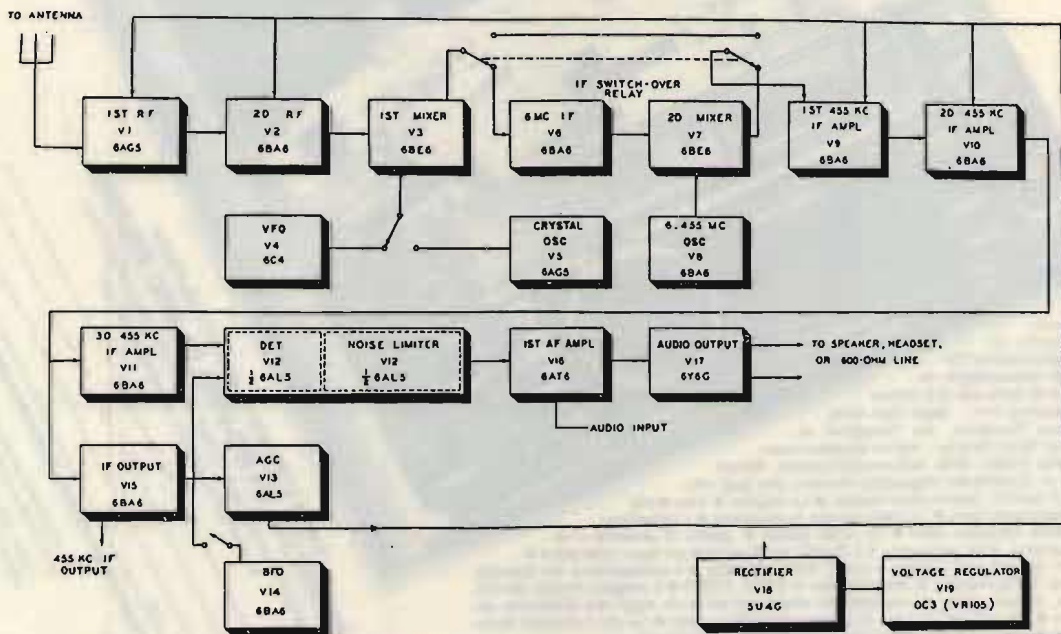 TO ANTENNA
1ST RF
V1
6AG5
2D RF
V2
6BA6
1ST MIXER
V3
6BE6
IF SWITCH-OVER
RELAY
6MC IF
V6
6BA6
2D MIXER
V7
6BE6
1ST 455 KC
IF AMPL
V9
6BA6
2D 455 KC
IF AMPL
V10
6BA6
VFO
V4
6C4
CRYSTAL
OSC
V5
6AG5
6.455 MC
OSC
V8
6BA6
3D 455 KC
IF AMPL
V11
6BA6
DET
V12
½ 6AL5
NOISE LIMITER
V12
½ 6AL5
1ST AF AMPL
V16
6AT6
AUDIO OUTPUT
V17
6Y6G
TO SPEAKER, HEADSET,
OR 600-OHM LINE
AUDIO INPUT
IF OUTPUT
V15
6BA6
AGC
V13
6AL5
455 KC IF
OUTPUT
BFO
V14
6BA6
RECTIFIER
V18
5U4G
VOLTAGE REGULATOR
V19
OC3 (VR105)